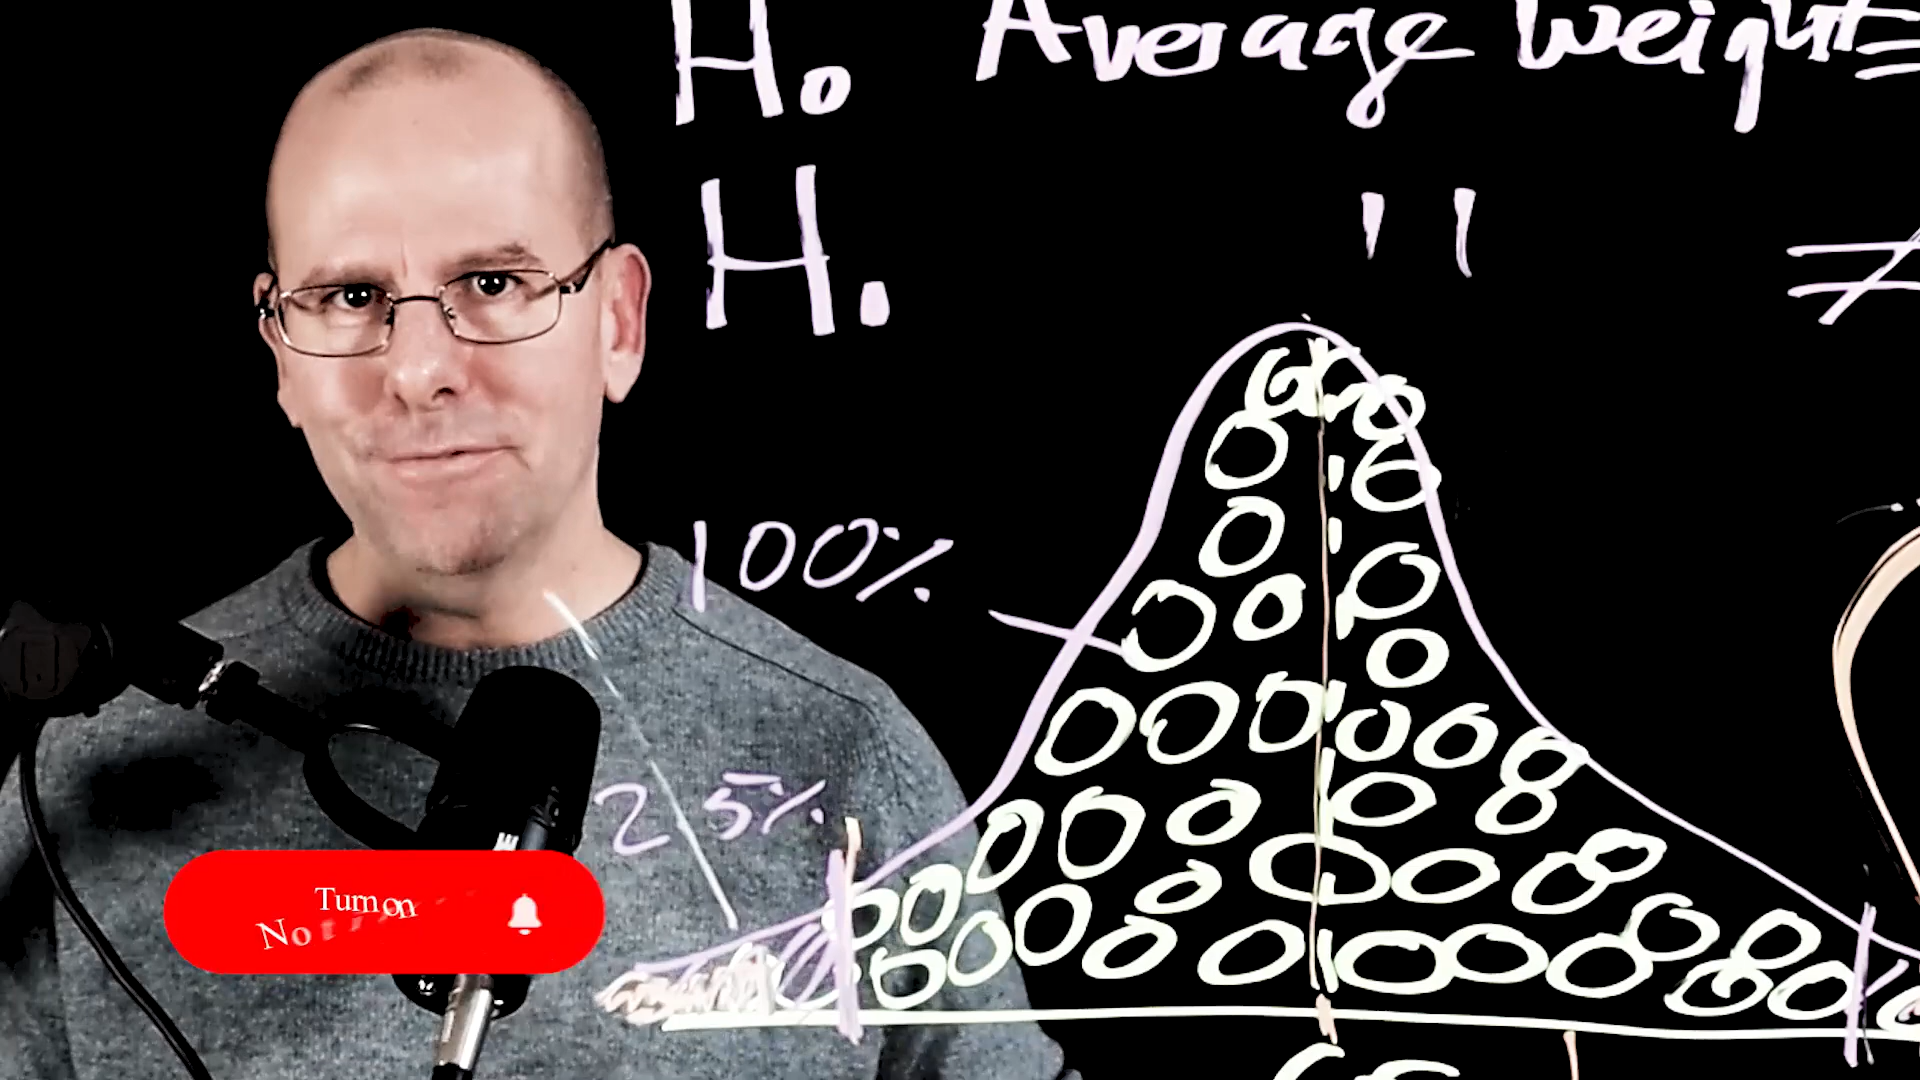 H₀ Average Weight =
H₁ " ≠
100%
2.5%
Turn on